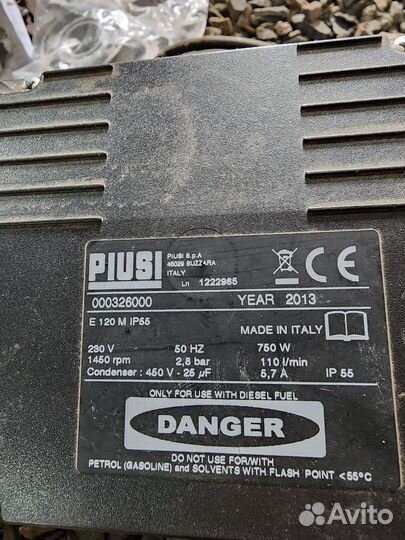 PIUSI
PIUSI S.p.A
46029 SUZZARA
ITALY
Ln 1222985
000326000 YEAR 2013
E 120 M IP55
MADE IN ITALY
230 V 50 HZ 750 W
1450 rpm 2,8 bar 110 l/min
Condenser : 450 V - 25 µF 5,7 A IP 55
ONLY FOR USE WITH DIESEL FUEL
DANGER
DO NOT USE FOR/WITH
PETROL (GASOLINE) and SOLVENTS WITH FLASH POINT <55°C
Avito